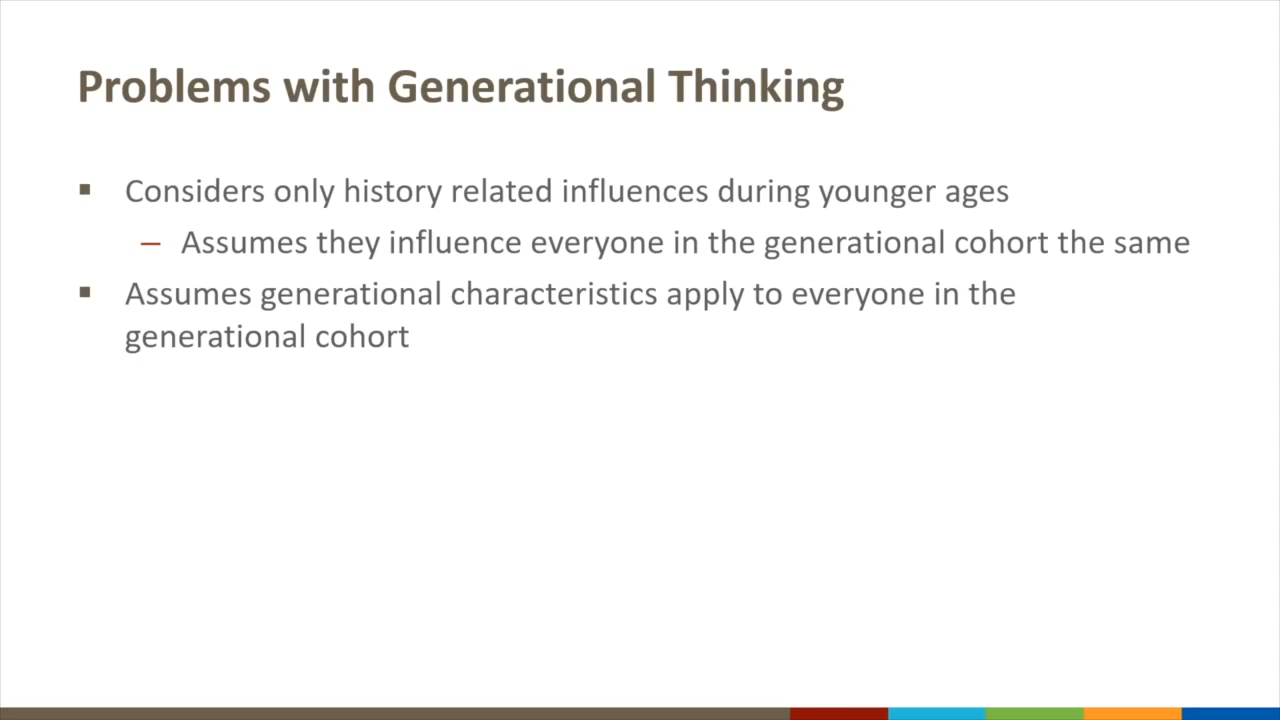 Problems with Generational Thinking
▪ Considers only history related influences during younger ages
– Assumes they influence everyone in the generational cohort the same
▪ Assumes generational characteristics apply to everyone in the
generational cohort